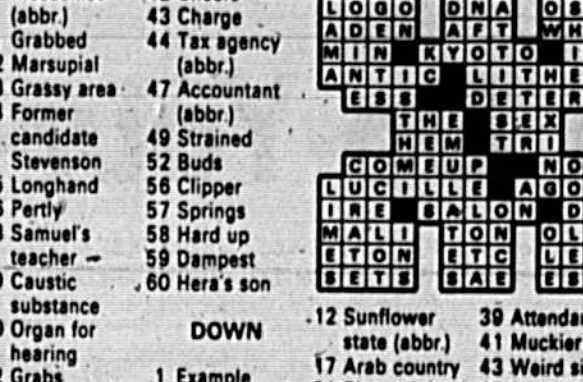 (abbr.)
Grabbed
Marsupial
Grassy area
Former
candidate
Stevenson
Longhand
Pertly
Samuel's
teacher –
Caustic
substance
Organ for
hearing
Grabs
43 Charge
44 Tax agency
(abbr.)
47 Accountant
(abbr.)
49 Strained
52 Buds
56 Clipper
57 Springs
58 Hard up
59 Dampest
60 Hera's son
DOWN
1 Example
LOGO DNA OS
ADEN AFT WH
MIN KYOTO I
ANTIC LITHE
ESS DETER
THE SEX
HEM TRI
COMEUP NO
LUCILLE AGO
IRE SALON D
MALI TON OL
ETON ETC LE
SETS SAE ES
12 Sunflower
state (abbr.)
17 Arab country
39 Attendar
41 Muckier
43 Weird s